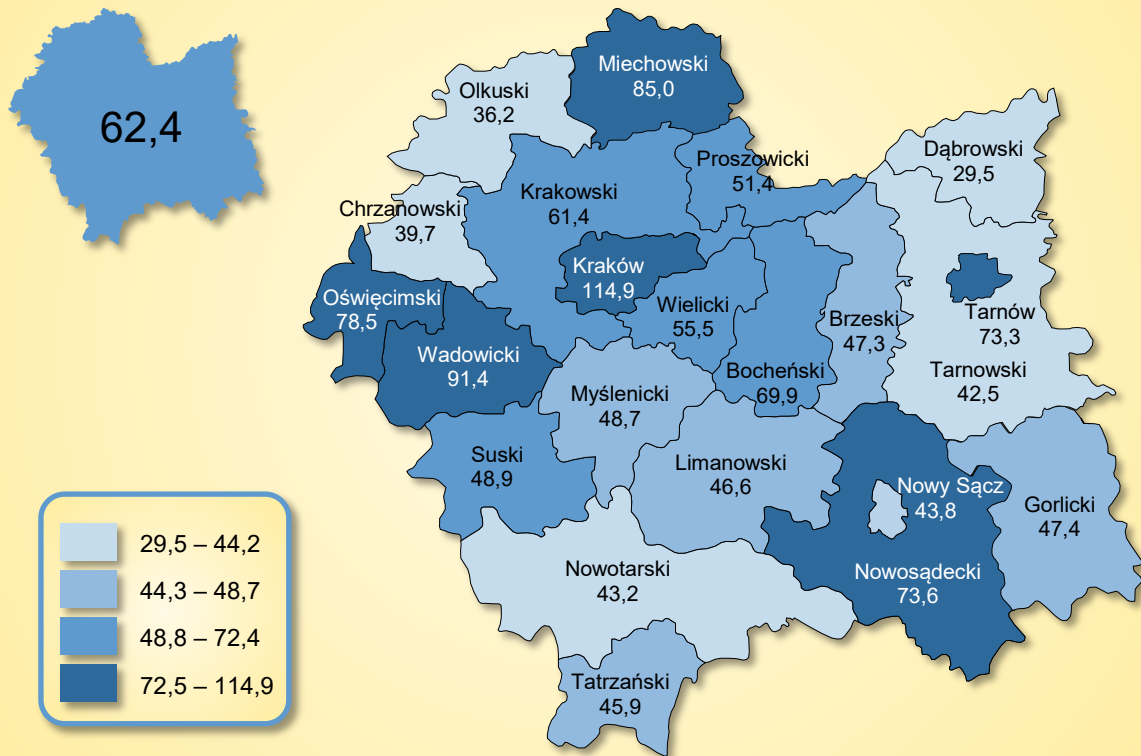 62,4
Miechowski
85,0
Olkuski
36,2
Proszowicki
51,4
Dąbrowski
29,5
Krakowski
61,4
Chrzanowski
39,7
Kraków
114,9
Oświęcimski
78,5
Wielicki
55,5
Brzeski
47,3
Tarnów
73,3
Wadowicki
91,4
Bocheński
69,9
Tarnowski
42,5
Myślenicki
48,7
Suski
48,9
Limanowski
46,6
Nowy Sącz
43,8
Gorlicki
47,4
Nowotarski
43,2
Nowosądecki
73,6
Tatrzański
45,9
29,5 – 44,2
44,3 – 48,7
48,8 – 72,4
72,5 – 114,9